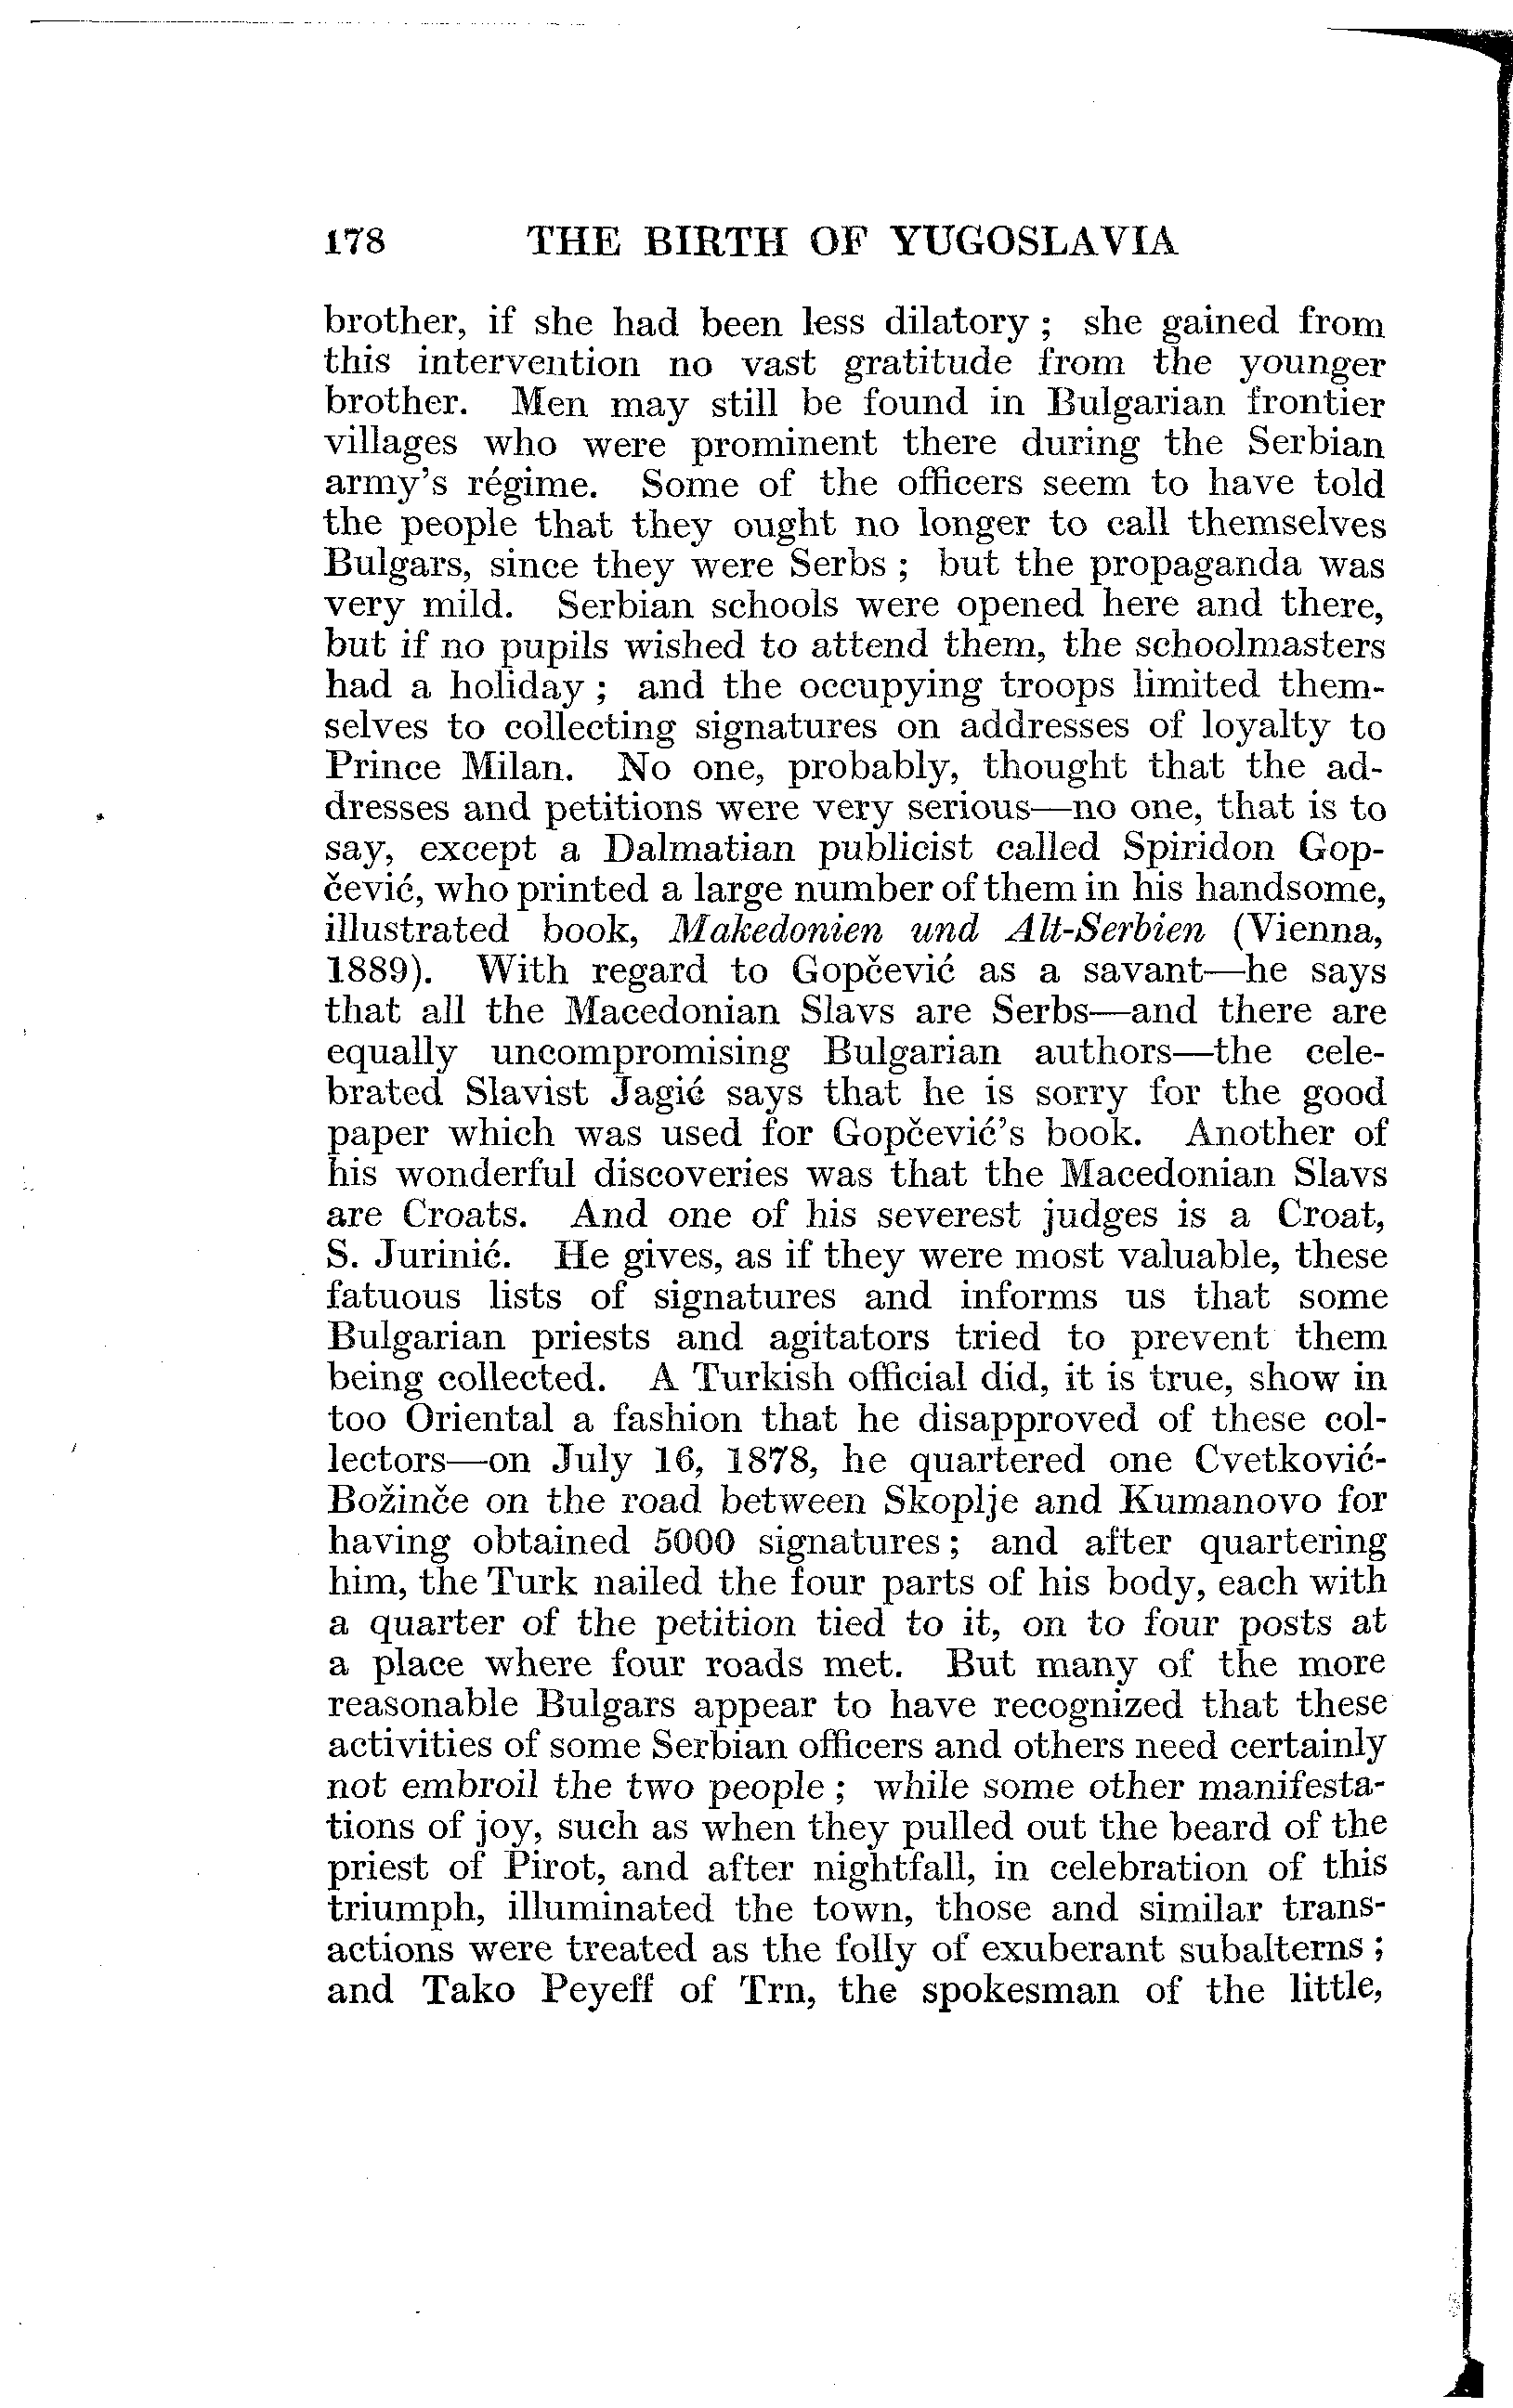 178 THE BIRTH OF YUGOSLAVIA
brother, if she had been less dilatory ; she gained from
this intervention no vast gratitude from the younger
brother. Men may still be found in Bulgarian frontier
villages who were prominent there during the Serbian
army's régime. Some of the officers seem to have told
the people that they ought no longer to call themselves
Bulgars, since they were Serbs ; but the propaganda was
very mild. Serbian schools were opened here and there,
but if no pupils wished to attend them, the schoolmasters
had a holiday ; and the occupying troops limited them-
selves to collecting signatures on addresses of loyalty to
Prince Milan. No one, probably, thought that the ad-
dresses and petitions were very serious—no one, that is to
say, except a Dalmatian publicist called Spiridon Gop-
čević, who printed a large number of them in his handsome,
illustrated book, Makedonien und Alt-Serbien (Vienna,
1889). With regard to Gopčević as a savant—he says
that all the Macedonian Slavs are Serbs—and there are
equally uncompromising Bulgarian authors—the cele-
brated Slavist Jagić says that he is sorry for the good
paper which was used for Gopčević's book. Another of
his wonderful discoveries was that the Macedonian Slavs
are Croats. And one of his severest judges is a Croat,
S. Jurinić. He gives, as if they were most valuable, these
fatuous lists of signatures and informs us that some
Bulgarian priests and agitators tried to prevent them
being collected. A Turkish official did, it is true, show in
too Oriental a fashion that he disapproved of these col-
lectors—on July 16, 1878, he quartered one Cvetković-
Božinče on the road between Skoplje and Kumanovo for
having obtained 5000 signatures ; and after quartering
him, the Turk nailed the four parts of his body, each with
a quarter of the petition tied to it, on to four posts at
a place where four roads met. But many of the more
reasonable Bulgars appear to have recognized that these
activities of some Serbian officers and others need certainly
not embroil the two people ; while some other manifesta-
tions of joy, such as when they pulled out the beard of the
priest of Pirot, and after nightfall, in celebration of this
triumph, illuminated the town, those and similar trans-
actions were treated as the folly of exuberant subalterns ;
and Tako Peyeff of Trn, the spokesman of the little,